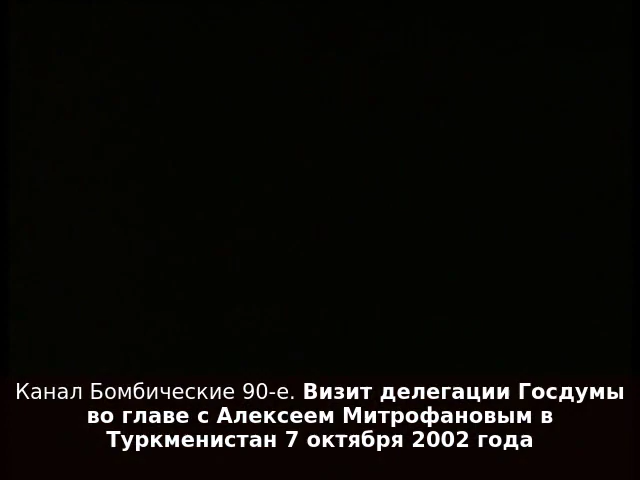 Канал Бомбические 90-е. Визит делегации Госдумы
во главе с Алексеем Митрофановым в
Туркменистан 7 октября 2002 года